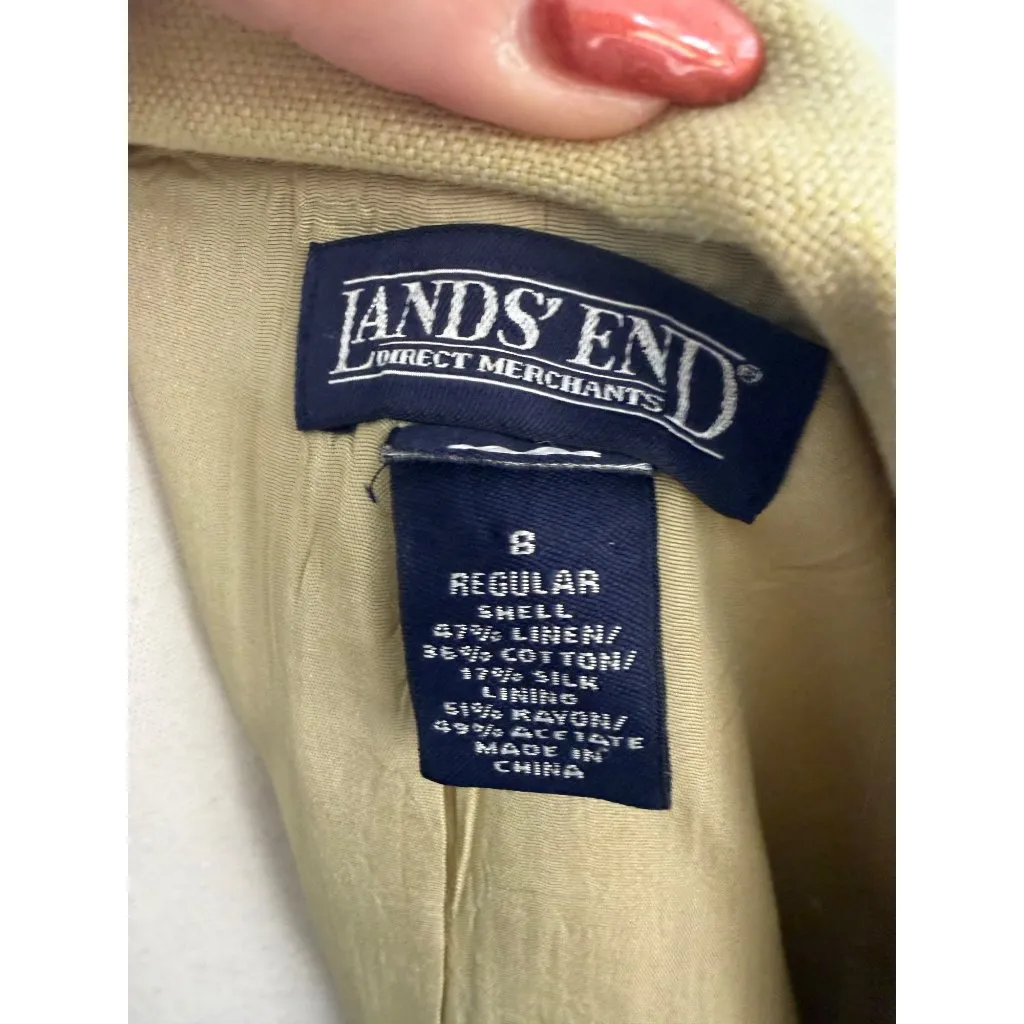 LANDS' END®
DIRECT MERCHANTS
8
REGULAR
SHELL
47% LINEN/
36% COTTON/
17% SILK
LINING
51% RAYON/
49% ACETATE
MADE IN
CHINA